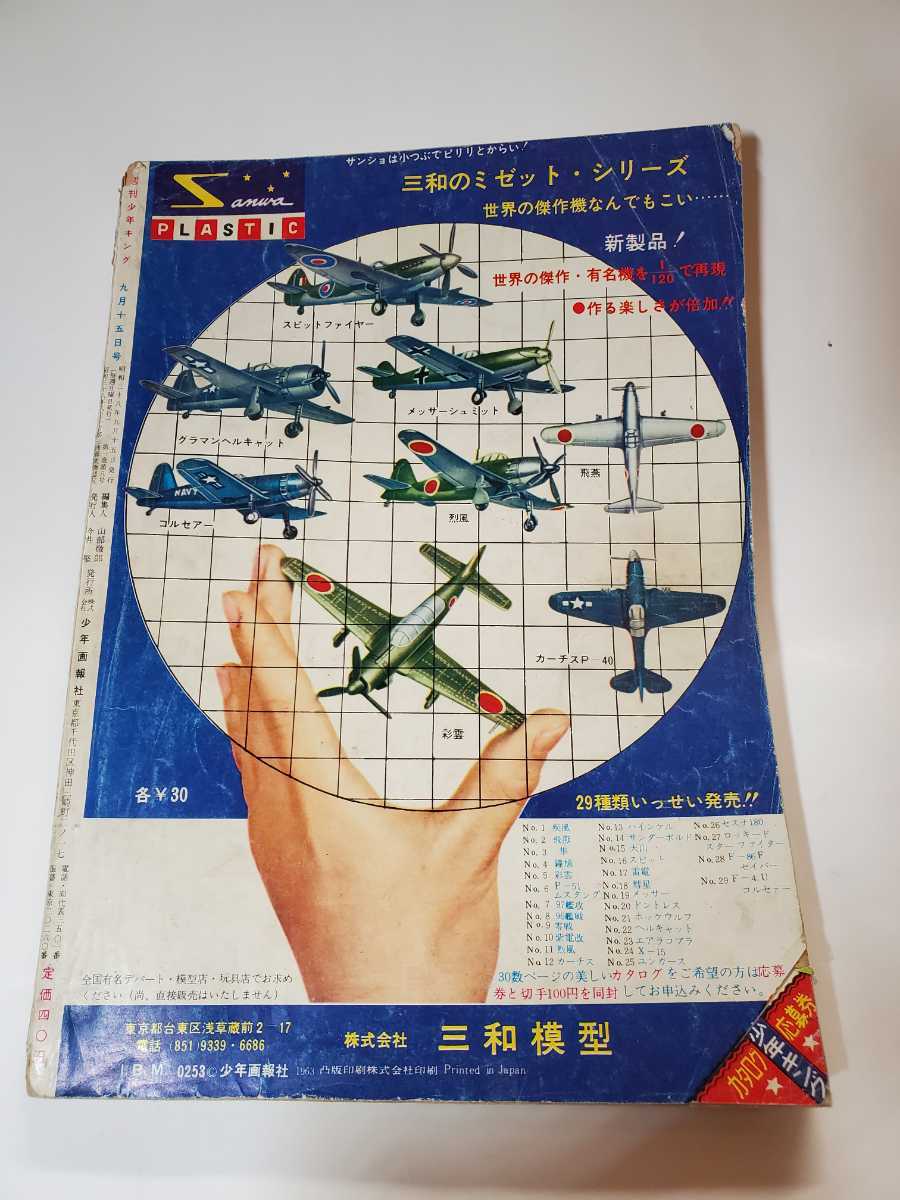 サンショは小つぶでピリリとからい！
Sanwa
PLASTIC
三和のミゼット・シリーズ
世界の傑作機なんでもこい……
新製品！
世界の傑作・有名機を1/120で再現
●作る楽しさが倍加!!
スピットファイヤー
グラマンヘルキャット
メッサーシュミット
飛燕
NAVY
コルセアー
烈風
カーチスP-40
彩雲
各￥30
29種類いっせい発売!!
No.1 疾風
No.2 飛燕
No.3 隼
No.4 鐘馗
No.5 彩雲
No.6 P-51
ムスタング
No.7 97艦攻
No.8 96艦戦
No.9 零戦
No.10 紫電改
No.11 烈風
No.12 カーチス
No.13 ハインケル
No.14 サンダーボルト
No.15 天山
No.16 スピット
No.17 雷電
No.18 彗星
No.19 メッサー
No.20 ドントレス
No.21 ホッケウルフ
No.22 ヘルキャット
No.23 エアラコブラ
No.24 X-15
No.25 ユンカース
No.26 セスナ180
No.27 ロッキード
スターファイター
No.28 F-86F
セイバー
No.29 F-4.U
コルセアー
全国有名デパート・模型店・玩具店でお求め
ください（尚、直接販売はいたしません）
30数ページの美しいカタログをご希望の方は応募
券と切手100円を同封してお申込みください。
東京都台東区浅草蔵前2-17
電話（851）9339・6686
株式会社 三和模型
I.B.M. 0253©少年画報社 1963 凸版印刷株式会社印刷 Printed in Japan
カタログ
応募券
少年キング
週刊少年キング 九月十五日号
編集人
発行人
発行所 株式会社 少年画報社
定価四〇